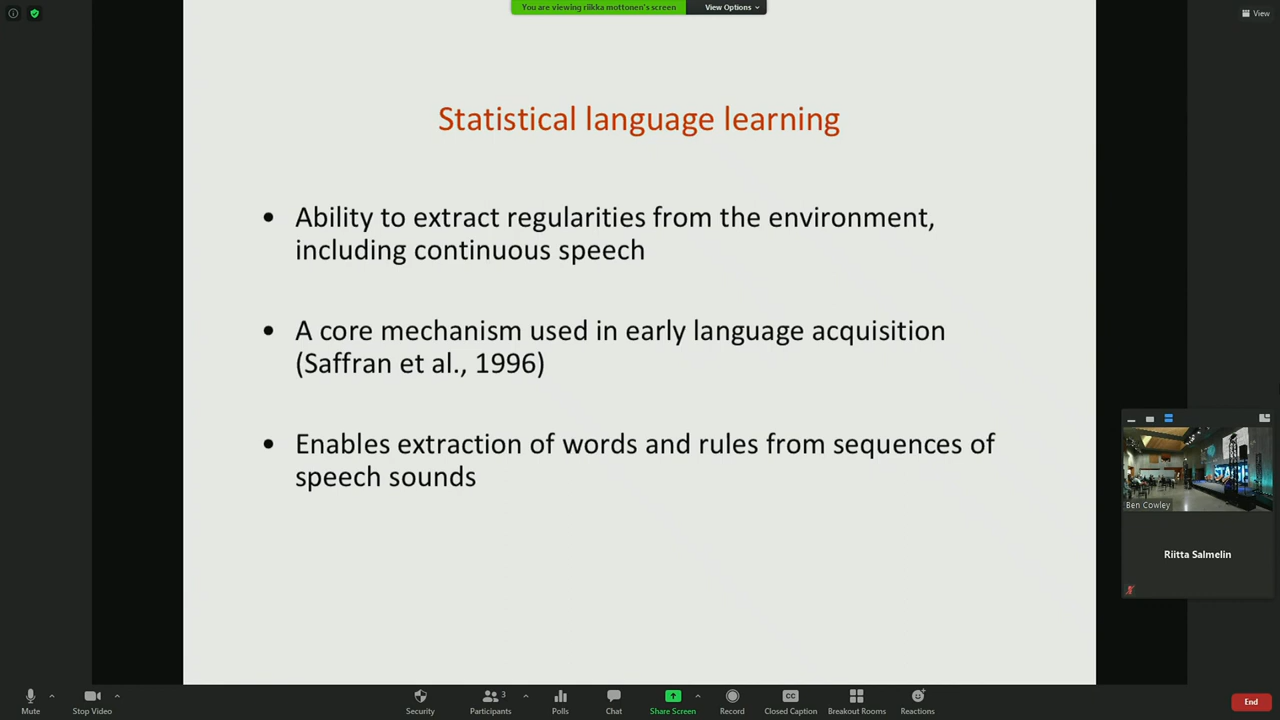 You are viewing riikka mottonen's screen
View Options
View
Statistical language learning
• Ability to extract regularities from the environment,
including continuous speech
• A core mechanism used in early language acquisition
(Saffran et al., 1996)
• Enables extraction of words and rules from sequences of
speech sounds
Ben Cowley
Riitta Salmelin
Mute
Stop Video
Security
3
Participants
Polls
Chat
Share Screen
Record
CC
Closed Caption
Breakout Rooms
Reactions
End